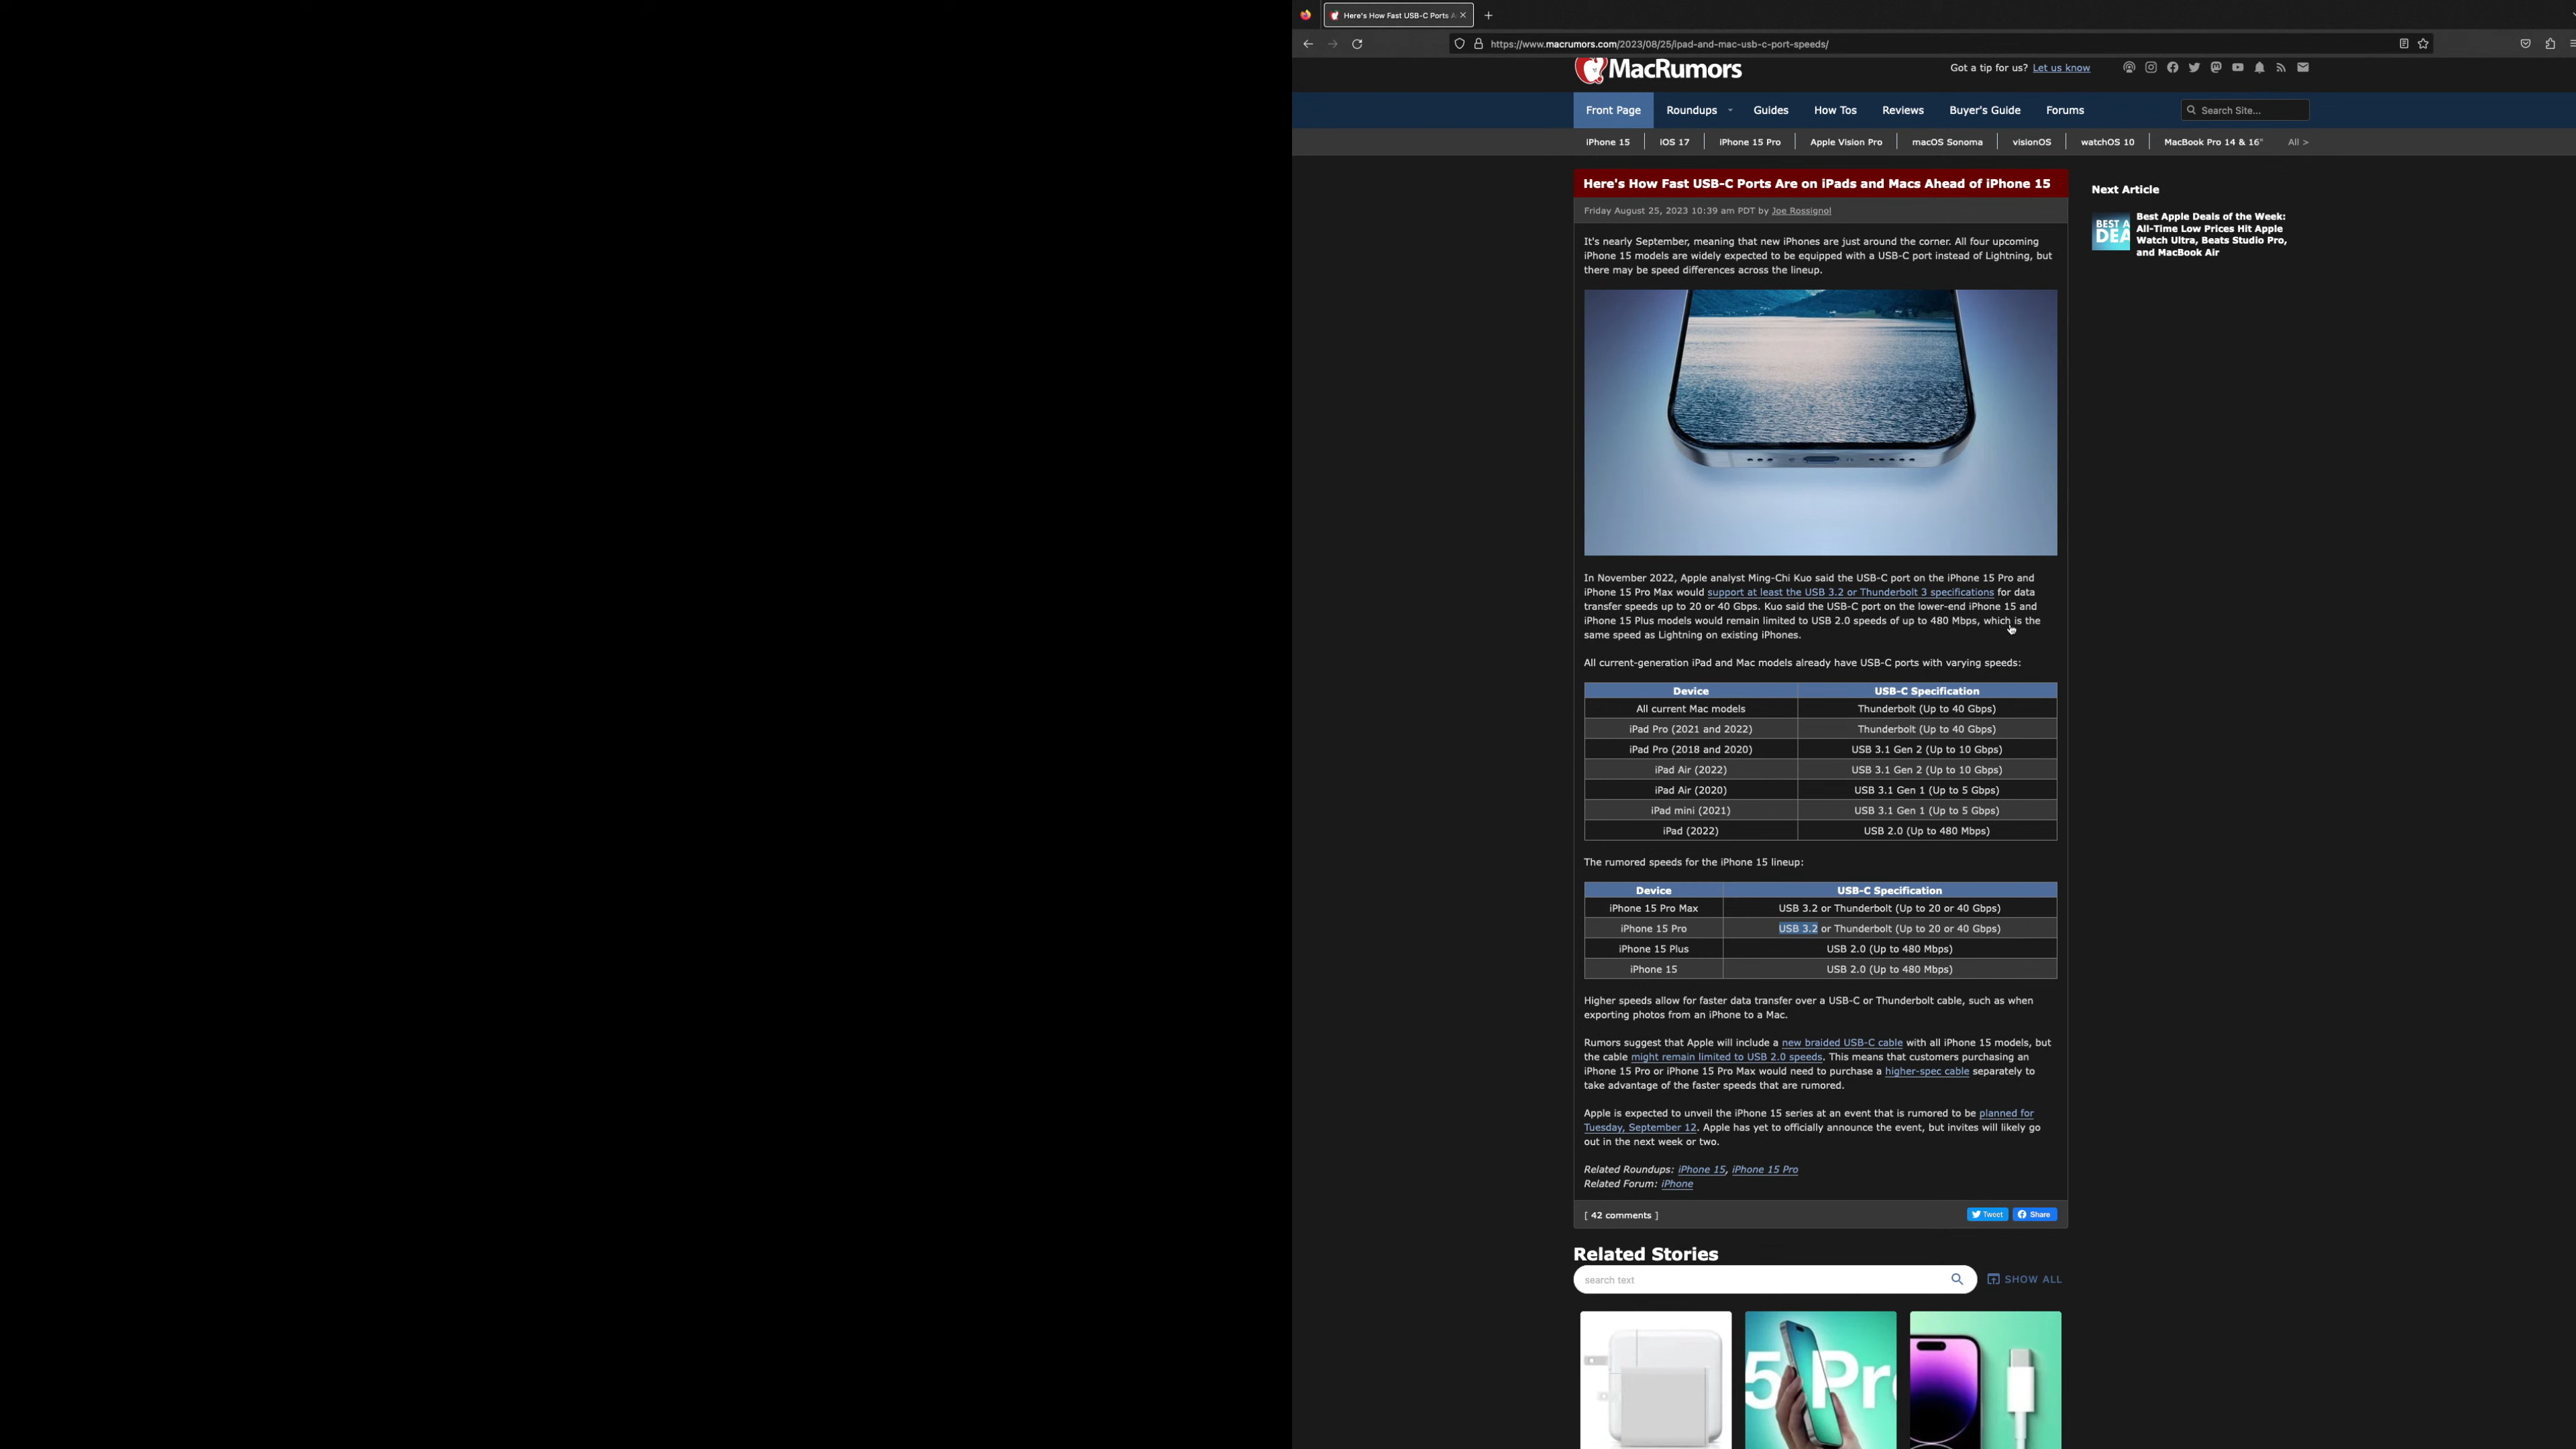 Here's How Fast USB-C Ports A
https://www.macrumors.com/2023/08/25/ipad-and-mac-usb-c-port-speeds/
MacRumors
Got a tip for us? Let us know
Front Page Roundups Guides How Tos Reviews Buyer's Guide Forums Search Site...
iPhone 15 iOS 17 iPhone 15 Pro Apple Vision Pro macOS Sonoma visionOS watchOS 10 MacBook Pro 14 & 16" All >
Here's How Fast USB-C Ports Are on iPads and Macs Ahead of iPhone 15
Friday August 25, 2023 10:39 am PDT by Joe Rossignol
It's nearly September, meaning that new iPhones are just around the corner. All four upcoming
iPhone 15 models are widely expected to be equipped with a USB-C port instead of Lightning, but
there may be speed differences across the lineup.
In November 2022, Apple analyst Ming-Chi Kuo said the USB-C port on the iPhone 15 Pro and
iPhone 15 Pro Max would support at least the USB 3.2 or Thunderbolt 3 specifications for data
transfer speeds up to 20 or 40 Gbps. Kuo said the USB-C port on the lower-end iPhone 15 and
iPhone 15 Plus models would remain limited to USB 2.0 speeds of up to 480 Mbps, which is the
same speed as Lightning on existing iPhones.
All current-generation iPad and Mac models already have USB-C ports with varying speeds:
Device USB-C Specification
All current Mac models Thunderbolt (Up to 40 Gbps)
iPad Pro (2021 and 2022) Thunderbolt (Up to 40 Gbps)
iPad Pro (2018 and 2020) USB 3.1 Gen 2 (Up to 10 Gbps)
iPad Air (2022) USB 3.1 Gen 2 (Up to 10 Gbps)
iPad Air (2020) USB 3.1 Gen 1 (Up to 5 Gbps)
iPad mini (2021) USB 3.1 Gen 1 (Up to 5 Gbps)
iPad (2022) USB 2.0 (Up to 480 Mbps)
The rumored speeds for the iPhone 15 lineup:
Device USB-C Specification
iPhone 15 Pro Max USB 3.2 or Thunderbolt (Up to 20 or 40 Gbps)
iPhone 15 Pro USB 3.2 or Thunderbolt (Up to 20 or 40 Gbps)
iPhone 15 Plus USB 2.0 (Up to 480 Mbps)
iPhone 15 USB 2.0 (Up to 480 Mbps)
Higher speeds allow for faster data transfer over a USB-C or Thunderbolt cable, such as when
exporting photos from an iPhone to a Mac.
Rumors suggest that Apple will include a new braided USB-C cable with all iPhone 15 models, but
the cable might remain limited to USB 2.0 speeds. This means that customers purchasing an
iPhone 15 Pro or iPhone 15 Pro Max would need to purchase a higher-spec cable separately to
take advantage of the faster speeds that are rumored.
Apple is expected to unveil the iPhone 15 series at an event that is rumored to be planned for
Tuesday, September 12. Apple has yet to officially announce the event, but invites will likely go
out in the next week or two.
Related Roundups: iPhone 15, iPhone 15 Pro
Related Forum: iPhone
[ 42 comments ] Tweet Share
Related Stories
search text SHOW ALL
5 Pr
Next Article
BEST A
DEA
Best Apple Deals of the Week:
All-Time Low Prices Hit Apple
Watch Ultra, Beats Studio Pro,
and MacBook Air